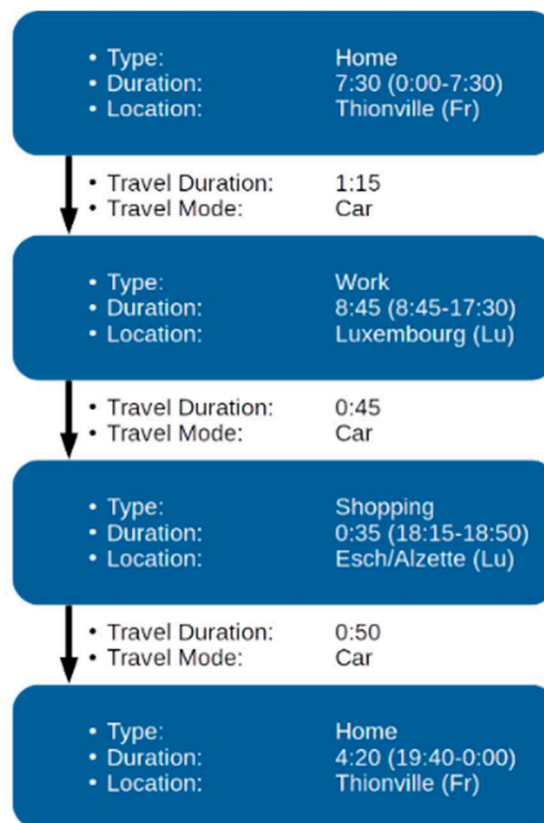 • Type: Home
• Duration: 7:30 (0:00-7:30)
• Location: Thionville (Fr)
• Travel Duration: 1:15
• Travel Mode: Car
• Type: Work
• Duration: 8:45 (8:45-17:30)
• Location: Luxembourg (Lu)
• Travel Duration: 0:45
• Travel Mode: Car
• Type: Shopping
• Duration: 0:35 (18:15-18:50)
• Location: Esch/Alzette (Lu)
• Travel Duration: 0:50
• Travel Mode: Car
• Type: Home
• Duration: 4:20 (19:40-0:00)
• Location: Thionville (Fr)